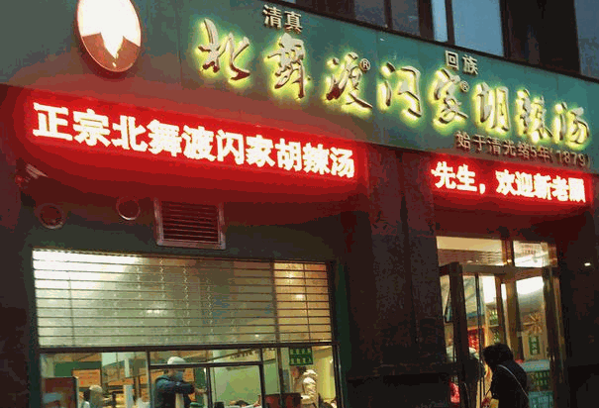 清真
回族
北舞渡®闪家®胡辣汤
始于清光绪5年(1879)
正宗北舞渡闪家胡辣汤
先生，欢迎新老顾